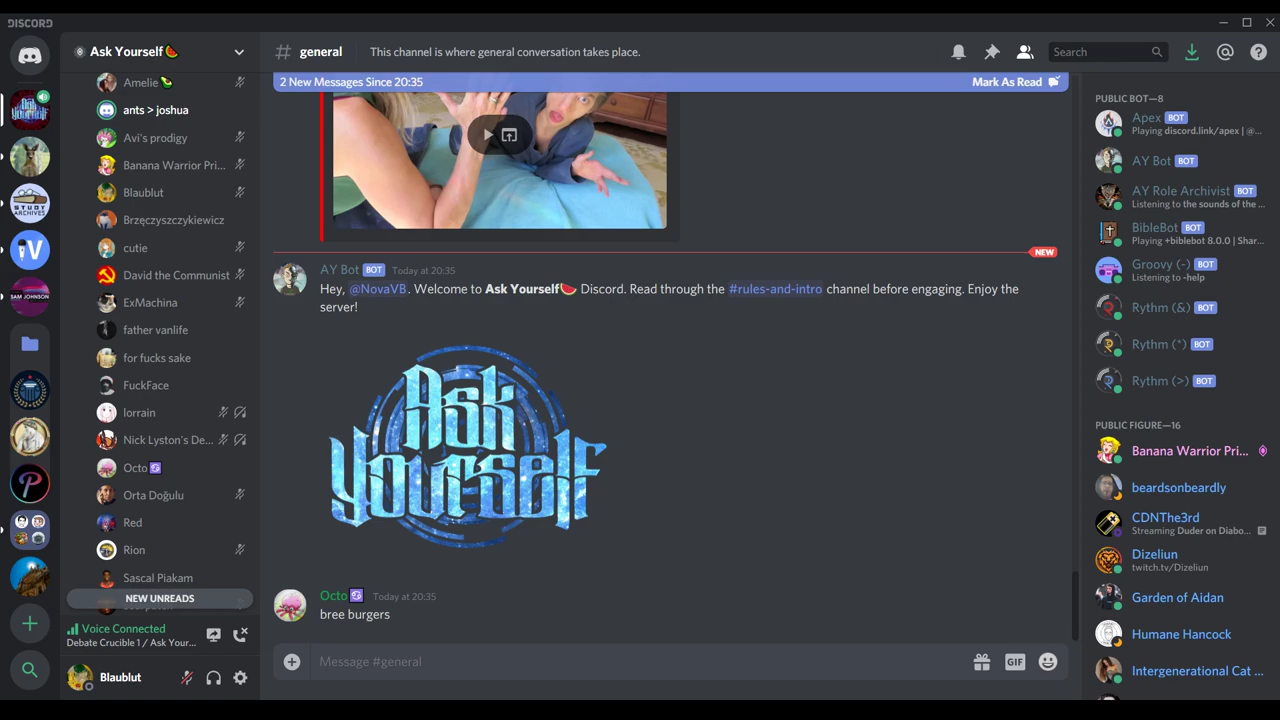 DISCORD
Ask Yourself🍉
# general
This channel is where general conversation takes place.
Search
SAM JOHNSON
STUDY ARCHIVES
Amelie🥑
ants > joshua
Avi's prodigy
Banana Warrior Pri...
Blaublut
Brzęczyszczykiewicz
cutie
David the Communist
ExMachina
father vanlife
for fucks sake
FuckFace
lorrain
Nick Lyston's De...
Octo♋
Orta Doğulu
Red
Rion
Sascal Piakam
NEW UNREADS
Voice Connected
Debate Crucible 1 / Ask Your...
Blaublut
2 New Messages Since 20:35
Mark As Read
NEW
AY Bot BOT Today at 20:35
Hey, @NovaVB. Welcome to Ask Yourself🍉 Discord. Read through the #rules-and-intro channel before engaging. Enjoy the
server!
Ask
Yourself
Octo♋ Today at 20:35
bree burgers
Message #general
GIF
PUBLIC BOT—8
Apex BOT
Playing discord.link/apex | @...
AY Bot BOT
AY Role Archivist BOT
Listening to the sounds of the ...
BibleBot BOT
Playing +biblebot 8.0.0 | Shar...
Groovy (-) BOT
Listening to -help
Rythm (&) BOT
Rythm (*) BOT
Rythm (>) BOT
PUBLIC FIGURE—16
Banana Warrior Pri...
beardsonbeardly
CDNThe3rd
Streaming Duder on Diabo...
Dizeliun
twitch.tv/Dizeliun
Garden of Aidan
Humane Hancock
Intergenerational Cat ...